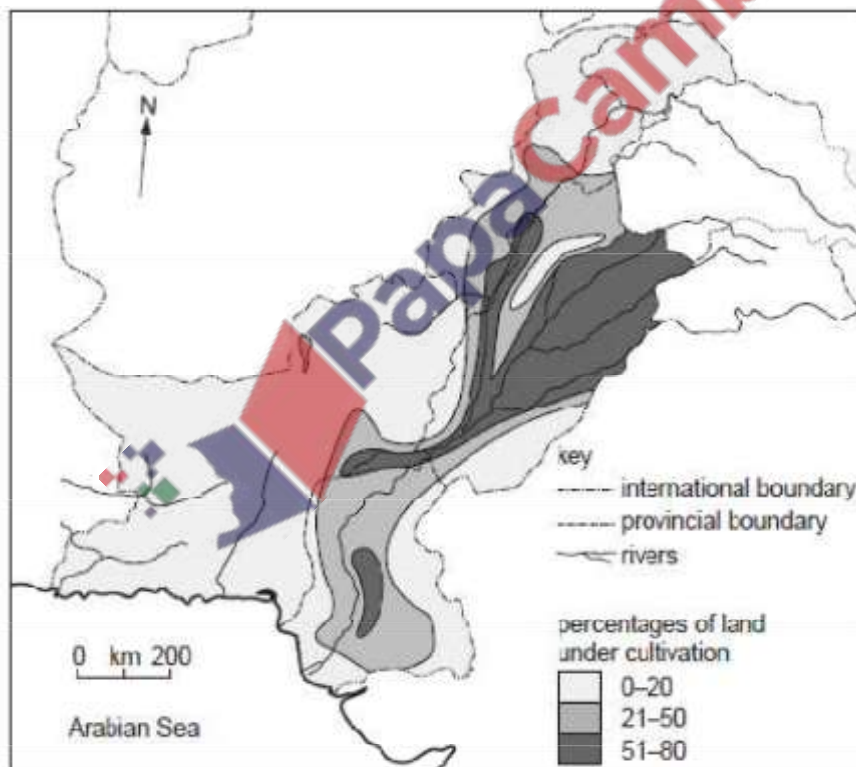 PapaCam
N
key
international boundary
provincial boundary
rivers
percentages of land
under cultivation
0–20
21–50
51–80
0 km 200
Arabian Sea